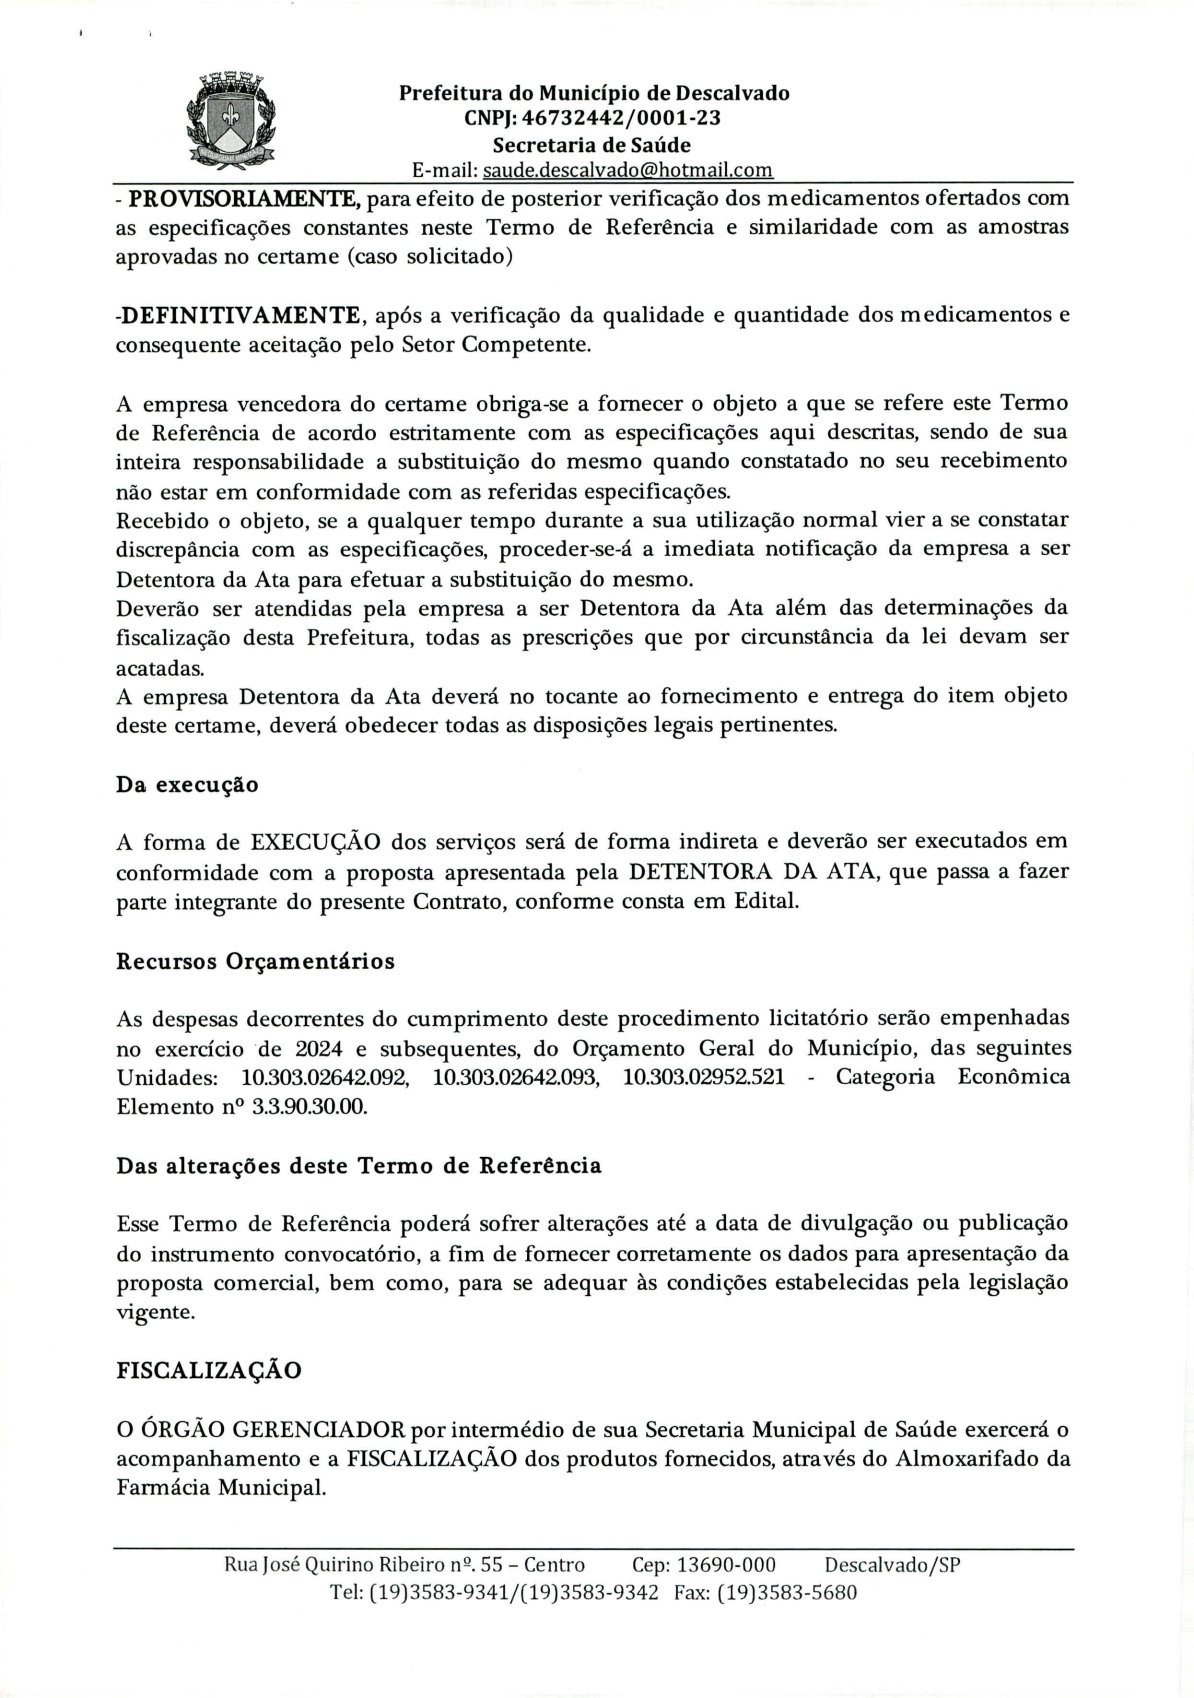 Prefeitura do Município de Descalvado
CNPJ: 46732442/0001-23
Secretaria de Saúde
E-mail: saude.descalvado@hotmail.com
- PROVISORIAMENTE, para efeito de posterior verificação dos medicamentos ofertados com
as especificações constantes neste Termo de Referência e similaridade com as amostras
aprovadas no certame (caso solicitado)
-DEFINITIVAMENTE, após a verificação da qualidade e quantidade dos medicamentos e
consequente aceitação pelo Setor Competente.
A empresa vencedora do certame obriga-se a fornecer o objeto a que se refere este Termo
de Referência de acordo estritamente com as especificações aqui descritas, sendo de sua
inteira responsabilidade a substituição do mesmo quando constatado no seu recebimento
não estar em conformidade com as referidas especificações.
Recebido o objeto, se a qualquer tempo durante a sua utilização normal vier a se constatar
discrepância com as especificações, proceder-se-á a imediata notificação da empresa a ser
Detentora da Ata para efetuar a substituição do mesmo.
Deverão ser atendidas pela empresa a ser Detentora da Ata além das determinações da
fiscalização desta Prefeitura, todas as prescrições que por circunstância da lei devam ser
acatadas.
A empresa Detentora da Ata deverá no tocante ao fornecimento e entrega do item objeto
deste certame, deverá obedecer todas as disposições legais pertinentes.
Da execução
A forma de EXECUÇÃO dos serviços será de forma indireta e deverão ser executados em
conformidade com a proposta apresentada pela DETENTORA DA ATA, que passa a fazer
parte integrante do presente Contrato, conforme consta em Edital.
Recursos Orçamentários
As despesas decorrentes do cumprimento deste procedimento licitatório serão empenhadas
no exercício de 2024 e subsequentes, do Orçamento Geral do Município, das seguintes
Unidades: 10.303.02642.092, 10.303.02642.093, 10.303.02952.521 - Categoria Econômica
Elemento nº 3.3.90.30.00.
Das alterações deste Termo de Referência
Esse Termo de Referência poderá sofrer alterações até a data de divulgação ou publicação
do instrumento convocatório, a fim de fornecer corretamente os dados para apresentação da
proposta comercial, bem como, para se adequar às condições estabelecidas pela legislação
vigente.
FISCALIZAÇÃO
O ÓRGÃO GERENCIADOR por intermédio de sua Secretaria Municipal de Saúde exercerá o
acompanhamento e a FISCALIZAÇÃO dos produtos fornecidos, através do Almoxarifado da
Farmácia Municipal.
Rua José Quirino Ribeiro nº. 55 – Centro Cep: 13690-000 Descalvado/SP
Tel: (19)3583-9341/(19)3583-9342 Fax: (19)3583-5680